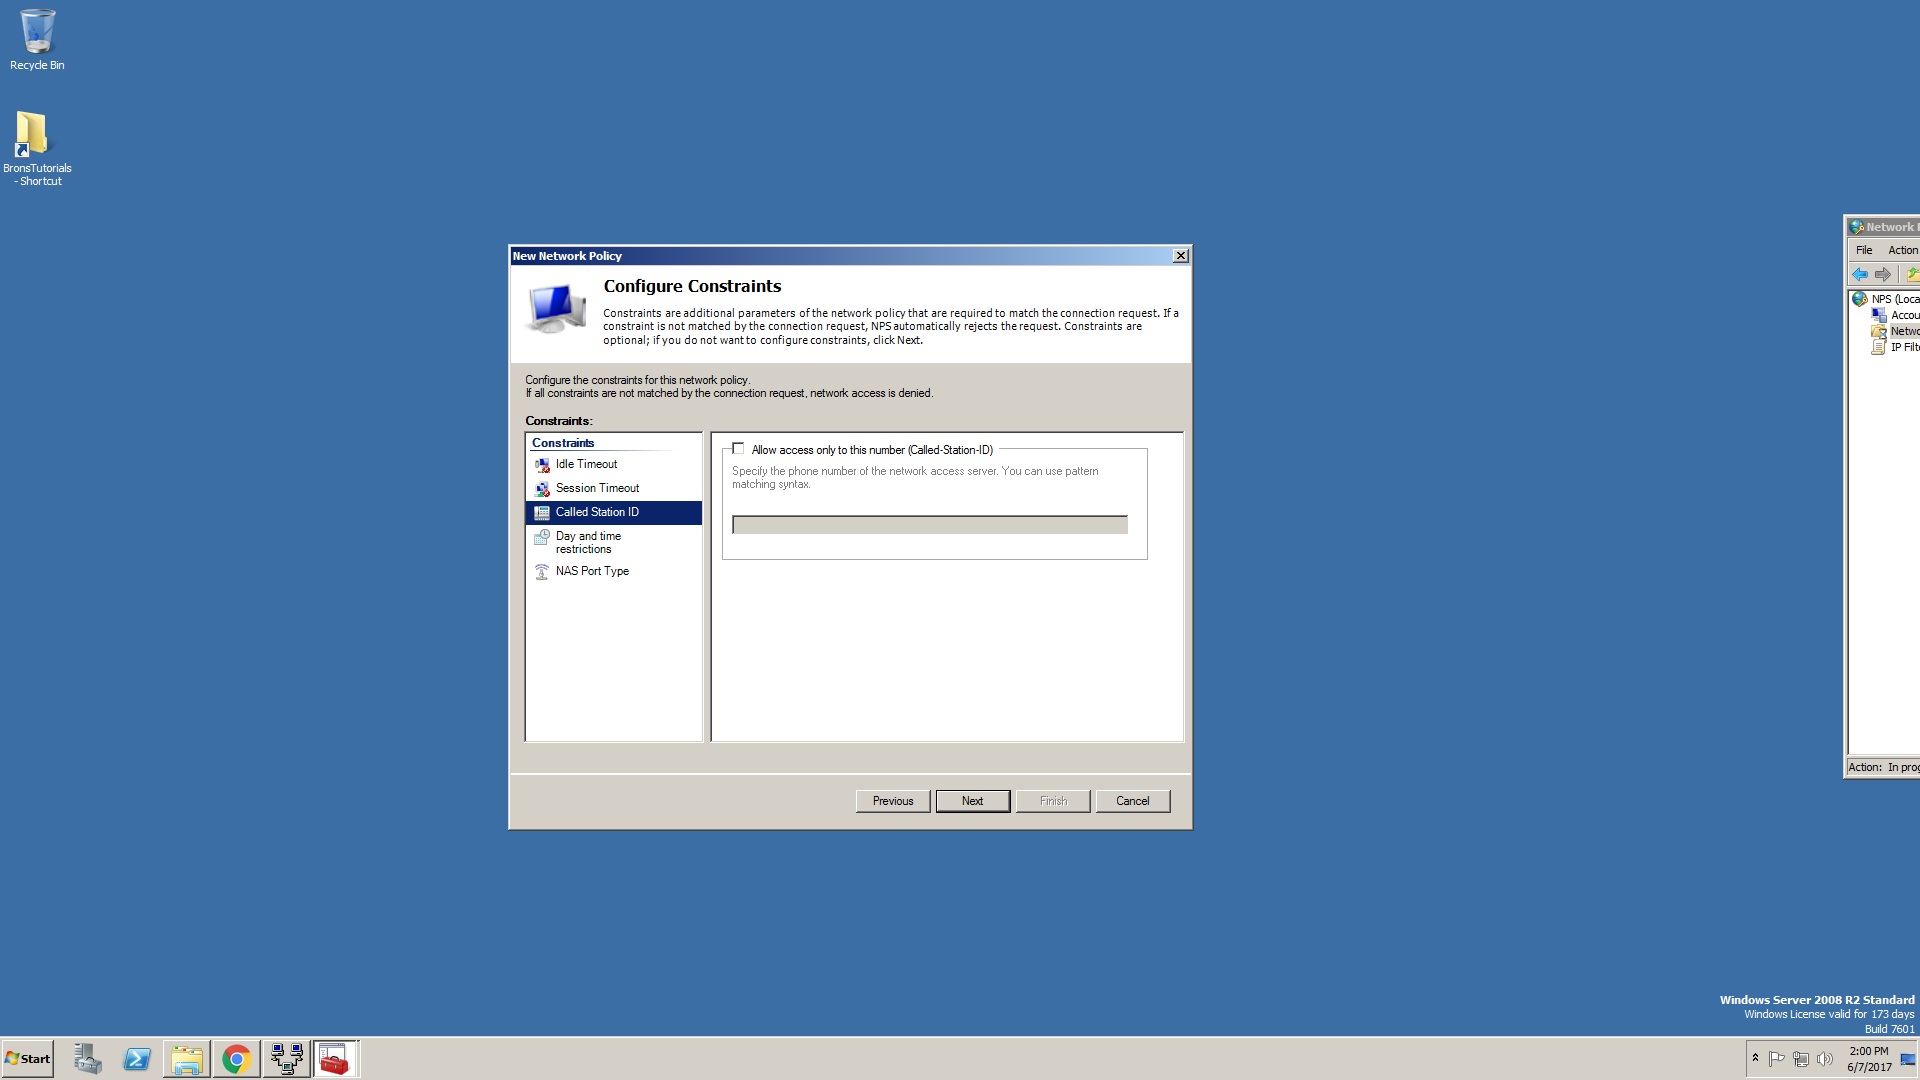 Recycle Bin
BronsTutorials
- Shortcut
New Network Policy
Configure Constraints
Constraints are additional parameters of the network policy that are required to match the connection request. If a
constraint is not matched by the connection request, NPS automatically rejects the request. Constraints are
optional; if you do not want to configure constraints, click Next.
Configure the constraints for this network policy.
If all constraints are not matched by the connection request, network access is denied.
Constraints:
Constraints
Idle Timeout
Session Timeout
Called Station ID
Day and time
restrictions
NAS Port Type
Allow access only to this number (Called-Station-ID)
Specify the phone number of the network access server. You can use pattern
matching syntax.
Previous
Next
Finish
Cancel
Network
File
Action
NPS (Loca
Accou
Netwo
IP Filt
Action: In prog
Windows Server 2008 R2 Standard
Windows License valid for 173 days
Build 7601
Start
2:00 PM
6/7/2017